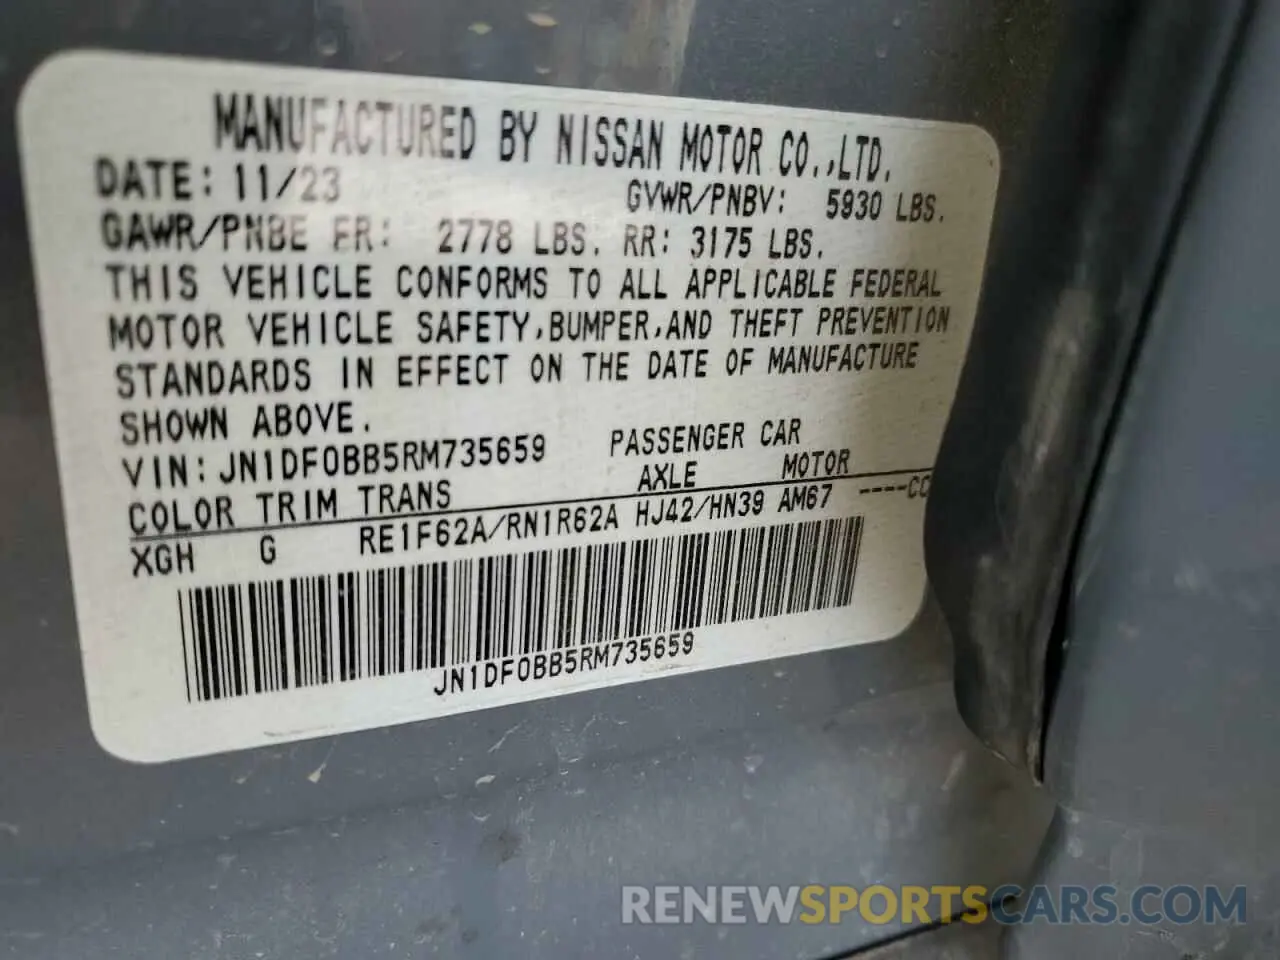 MANUFACTURED BY NISSAN MOTOR CO.,LTD.
DATE: 11/23 GVWR/PNBV: 5930 LBS.
GAWR/PNBE FR: 2778 LBS. RR: 3175 LBS.
THIS VEHICLE CONFORMS TO ALL APPLICABLE FEDERAL
MOTOR VEHICLE SAFETY,BUMPER,AND THEFT PREVENTION
STANDARDS IN EFFECT ON THE DATE OF MANUFACTURE
SHOWN ABOVE.
VIN: JN1DF0BB5RM735659 PASSENGER CAR
COLOR TRIM TRANS AXLE MOTOR
XGH G RE1F62A/RN1R62A HJ42/HN39 AM67 ----CC
JN1DF0BB5RM735659
RENEWSPORTSCARS.COM